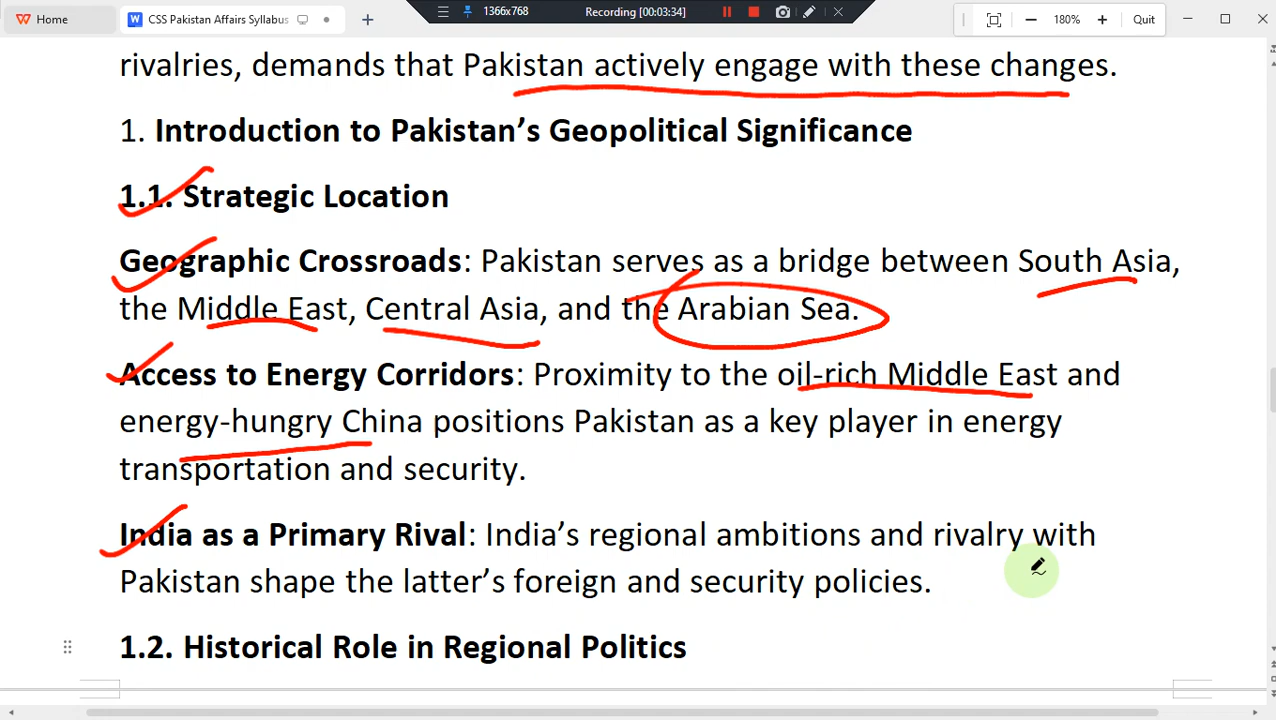 Home
CSS Pakistan Affairs Syllabus
1366x768
Recording [00:03:34]
180%
Quit
rivalries, demands that Pakistan actively engage with these changes.
1. Introduction to Pakistan’s Geopolitical Significance
1.1. Strategic Location
Geographic Crossroads: Pakistan serves as a bridge between South Asia,
the Middle East, Central Asia, and the Arabian Sea.
Access to Energy Corridors: Proximity to the oil-rich Middle East and
energy-hungry China positions Pakistan as a key player in energy
transportation and security.
India as a Primary Rival: India’s regional ambitions and rivalry with
Pakistan shape the latter’s foreign and security policies.
1.2. Historical Role in Regional Politics